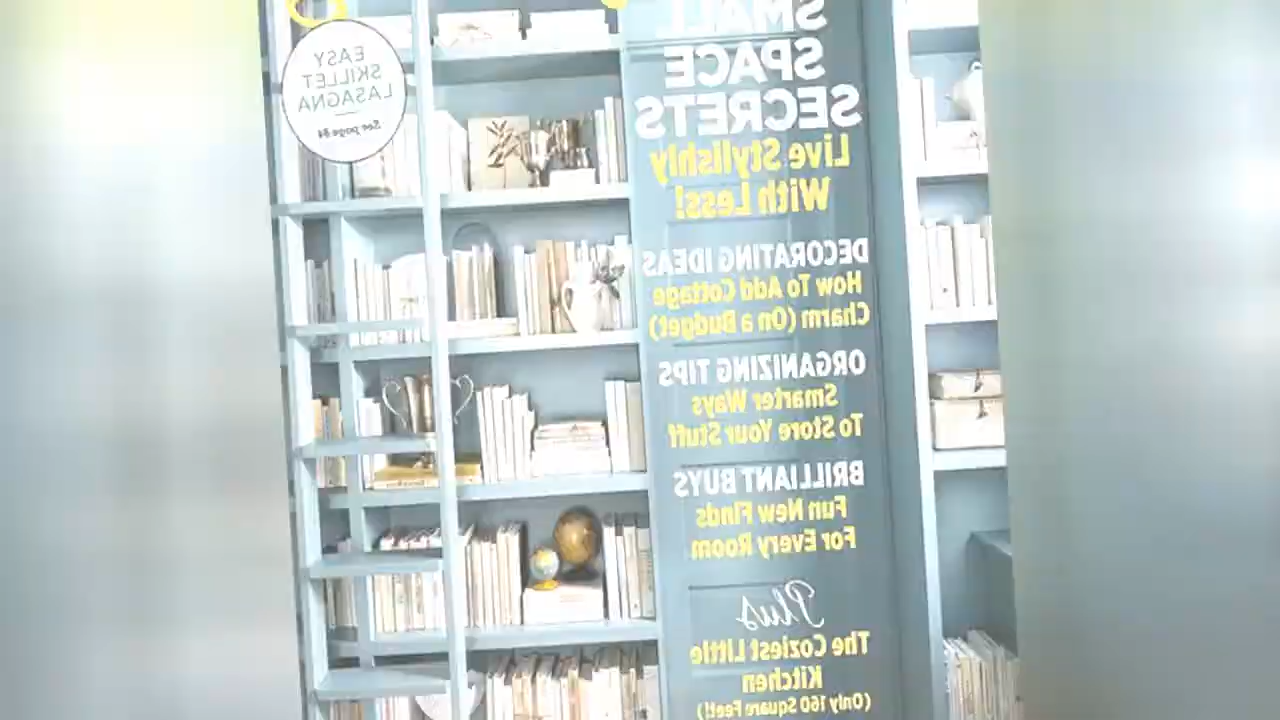 EASY
SKILLET
LASAGNA
See page 84
SMALL
SPACE
SECRETS
Live Stylishly
With Less!
DECORATING IDEAS
How To Add Cottage
Charm (On a Budget)
ORGANIZING TIPS
Smarter Ways
To Store Your Stuff
BRILLIANT BUYS
Fun New Finds
For Every Room
Plus
The Coziest Little
Kitchen
(Only 160 Square Feet!)